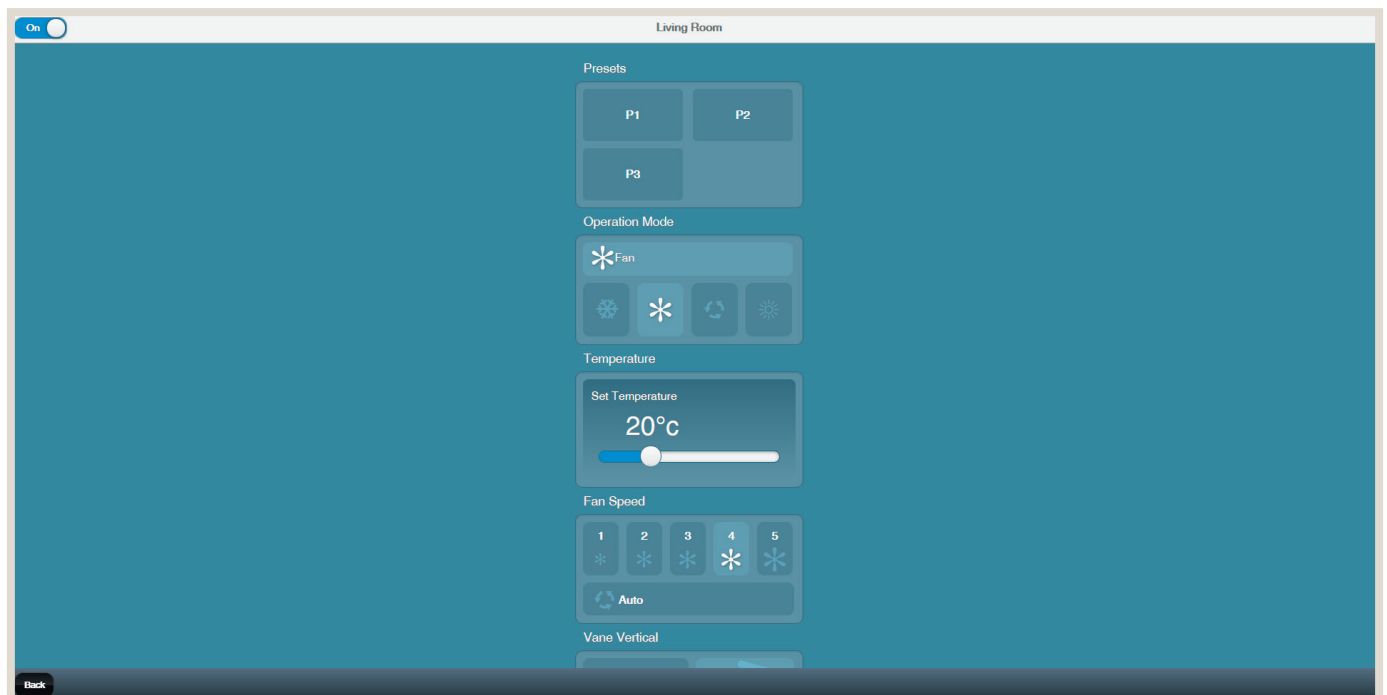 On
Living Room
Presets
P1 P2
P3
Operation Mode
Fan
Temperature
Set Temperature
20°c
Fan Speed
1 2 3 4 5
Auto
Vane Vertical
Back